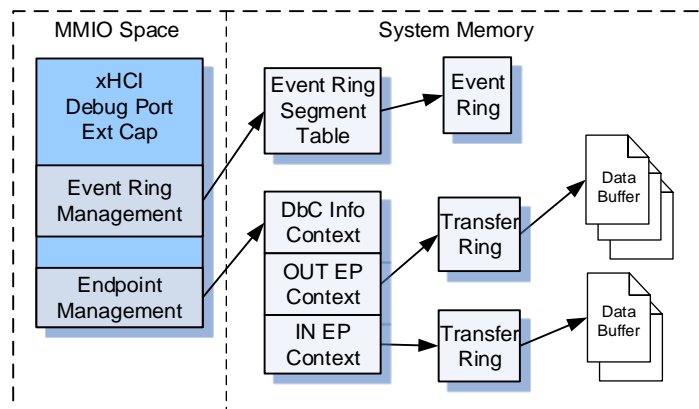 MMIO Space
System Memory
xHCI
Debug Port
Ext Cap
Event Ring
Management
Endpoint
Management
Event Ring
Segment
Table
Event
Ring
DbC Info
Context
OUT EP
Context
IN EP
Context
Transfer
Ring
Transfer
Ring
Data
Buffer
Data
Buffer